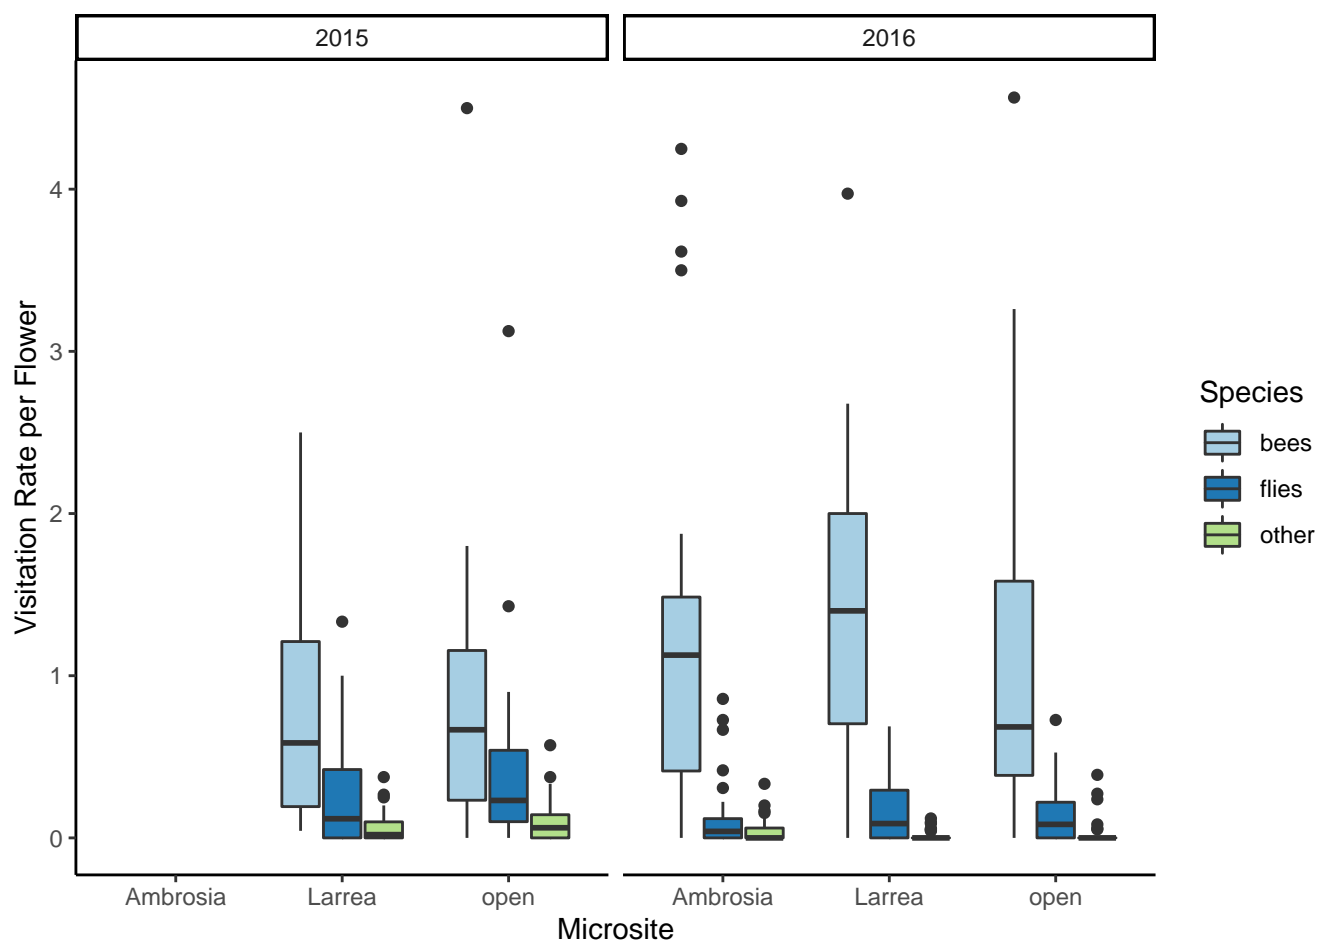 2015
2016
Visitation Rate per Flower
4
3
2
1
0
Ambrosia
Larrea
open
Ambrosia
Larrea
open
Microsite
Species
bees
flies
other